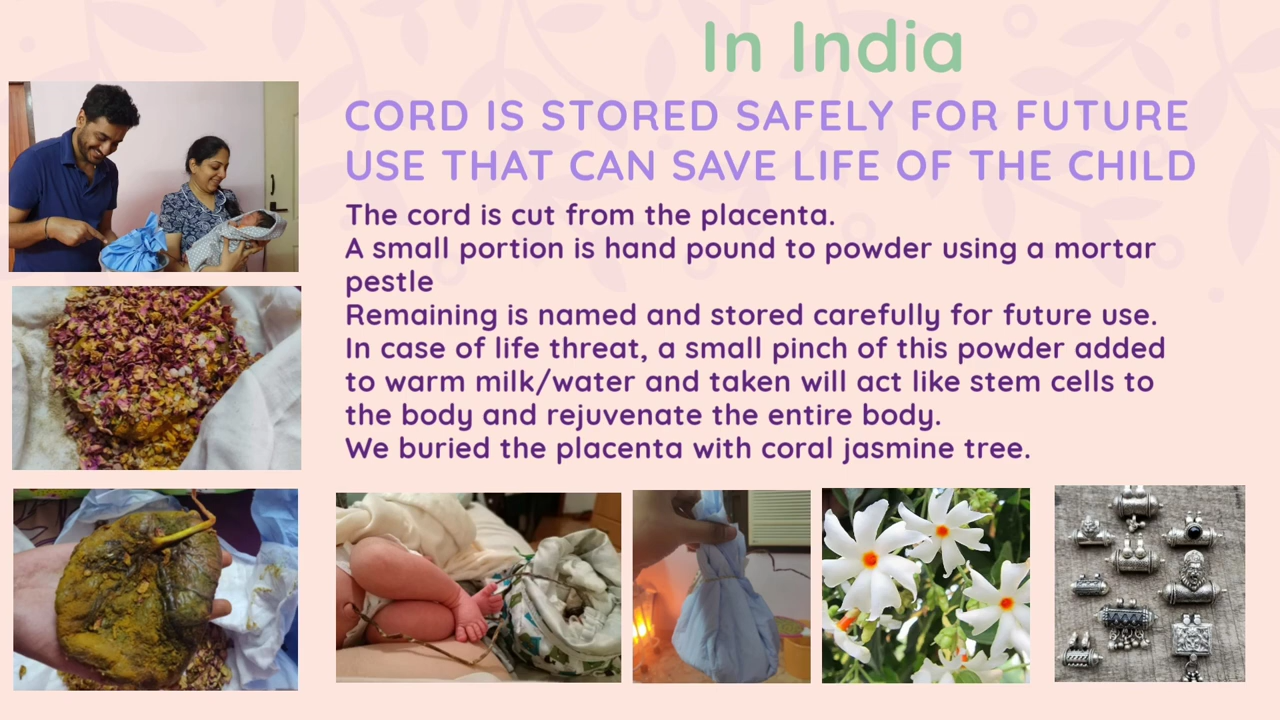 In India
CORD IS STORED SAFELY FOR FUTURE
USE THAT CAN SAVE LIFE OF THE CHILD
The cord is cut from the placenta.
A small portion is hand pound to powder using a mortar
pestle
Remaining is named and stored carefully for future use.
In case of life threat, a small pinch of this powder added
to warm milk/water and taken will act like stem cells to
the body and rejuvenate the entire body.
We buried the placenta with coral jasmine tree.